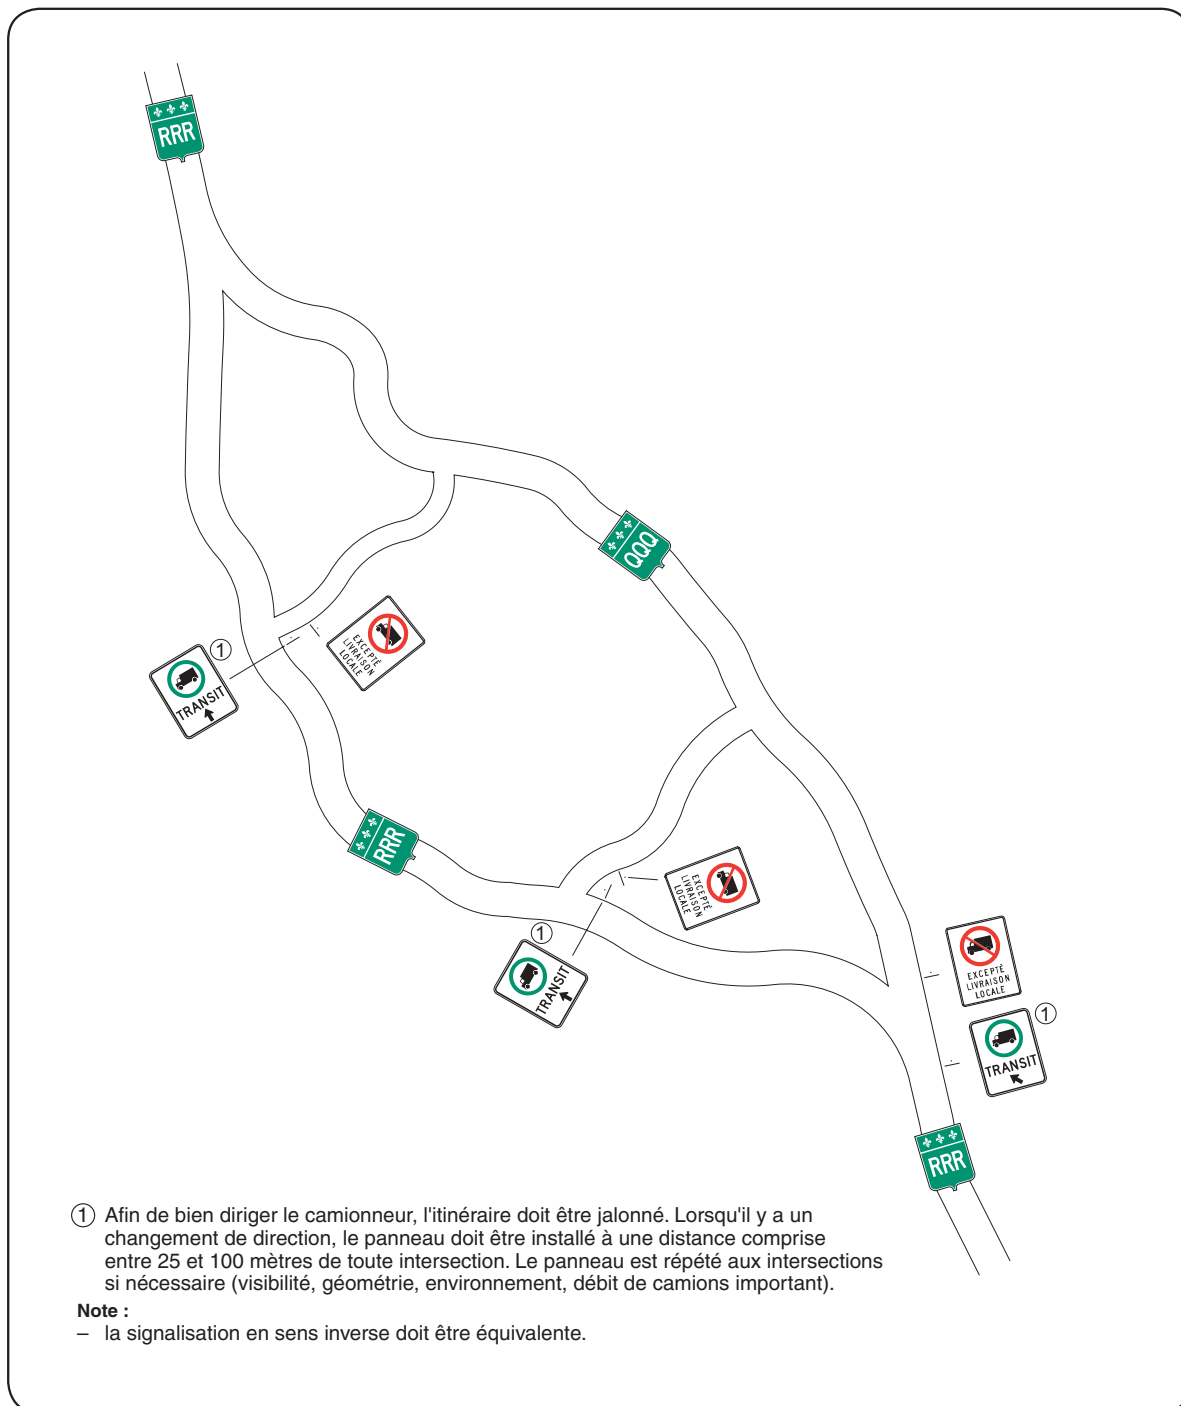 RRR
QQQ
EXCEPTÉ
LIVRAISON
LOCALE
①
TRANSIT
RRR
EXCEPTÉ
LIVRAISON
LOCALE
①
TRANSIT
EXCEPTÉ
LIVRAISON
LOCALE
①
TRANSIT
RRR
① Afin de bien diriger le camionneur, l'itinéraire doit être jalonné. Lorsqu'il y a un
changement de direction, le panneau doit être installé à une distance comprise
entre 25 et 100 mètres de toute intersection. Le panneau est répété aux intersections
si nécessaire (visibilité, géométrie, environnement, débit de camions important).
Note :
– la signalisation en sens inverse doit être équivalente.